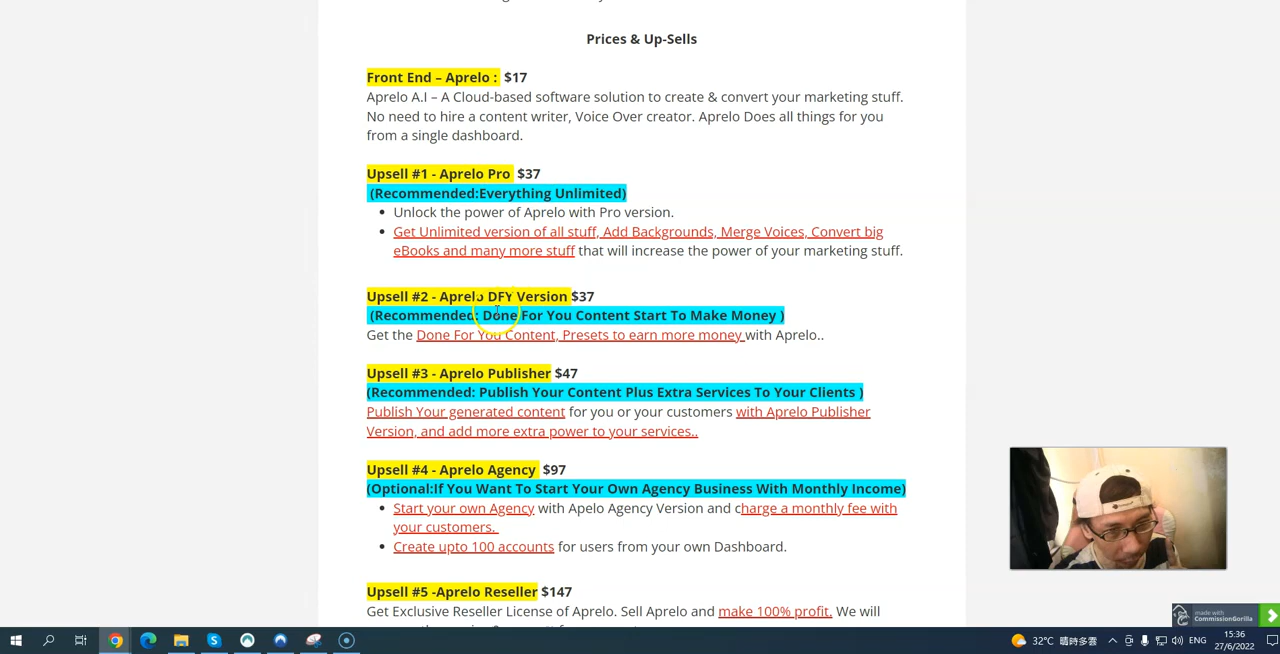 Prices & Up-Sells
Front End – Aprelo : $17
Aprelo A.I – A Cloud-based software solution to create & convert your marketing stuff.
No need to hire a content writer, Voice Over creator. Aprelo Does all things for you
from a single dashboard.
Upsell #1 - Aprelo Pro $37
(Recommended:Everything Unlimited)
• Unlock the power of Aprelo with Pro version.
• Get Unlimited version of all stuff, Add Backgrounds, Merge Voices, Convert big
eBooks and many more stuff that will increase the power of your marketing stuff.
Upsell #2 - Aprelo DFY Version $37
(Recommended: Done For You Content Start To Make Money )
Get the Done For You Content, Presets to earn more money with Aprelo..
Upsell #3 - Aprelo Publisher $47
(Recommended: Publish Your Content Plus Extra Services To Your Clients )
Publish Your generated content for you or your customers with Aprelo Publisher
Version, and add more extra power to your services..
Upsell #4 - Aprelo Agency $97
(Optional:If You Want To Start Your Own Agency Business With Monthly Income)
• Start your own Agency with Apelo Agency Version and charge a monthly fee with
your customers.
• Create upto 100 accounts for users from your own Dashboard.
Upsell #5 -Aprelo Reseller $147
Get Exclusive Reseller License of Aprelo. Sell Aprelo and make 100% profit. We will
made with
CommissionGorilla
32°C 晴時多雲
ENG
15:36
27/6/2022